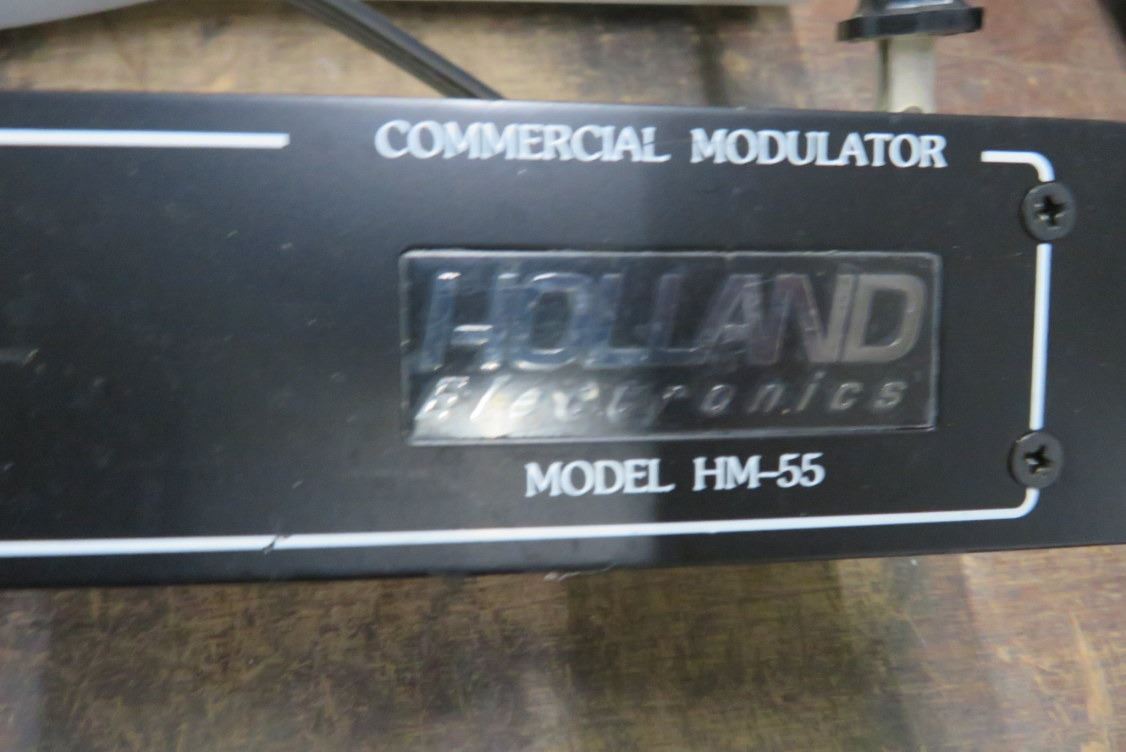 COMMERCIAL MODULATOR
HOLLAND
Electronics
MODEL HM-55